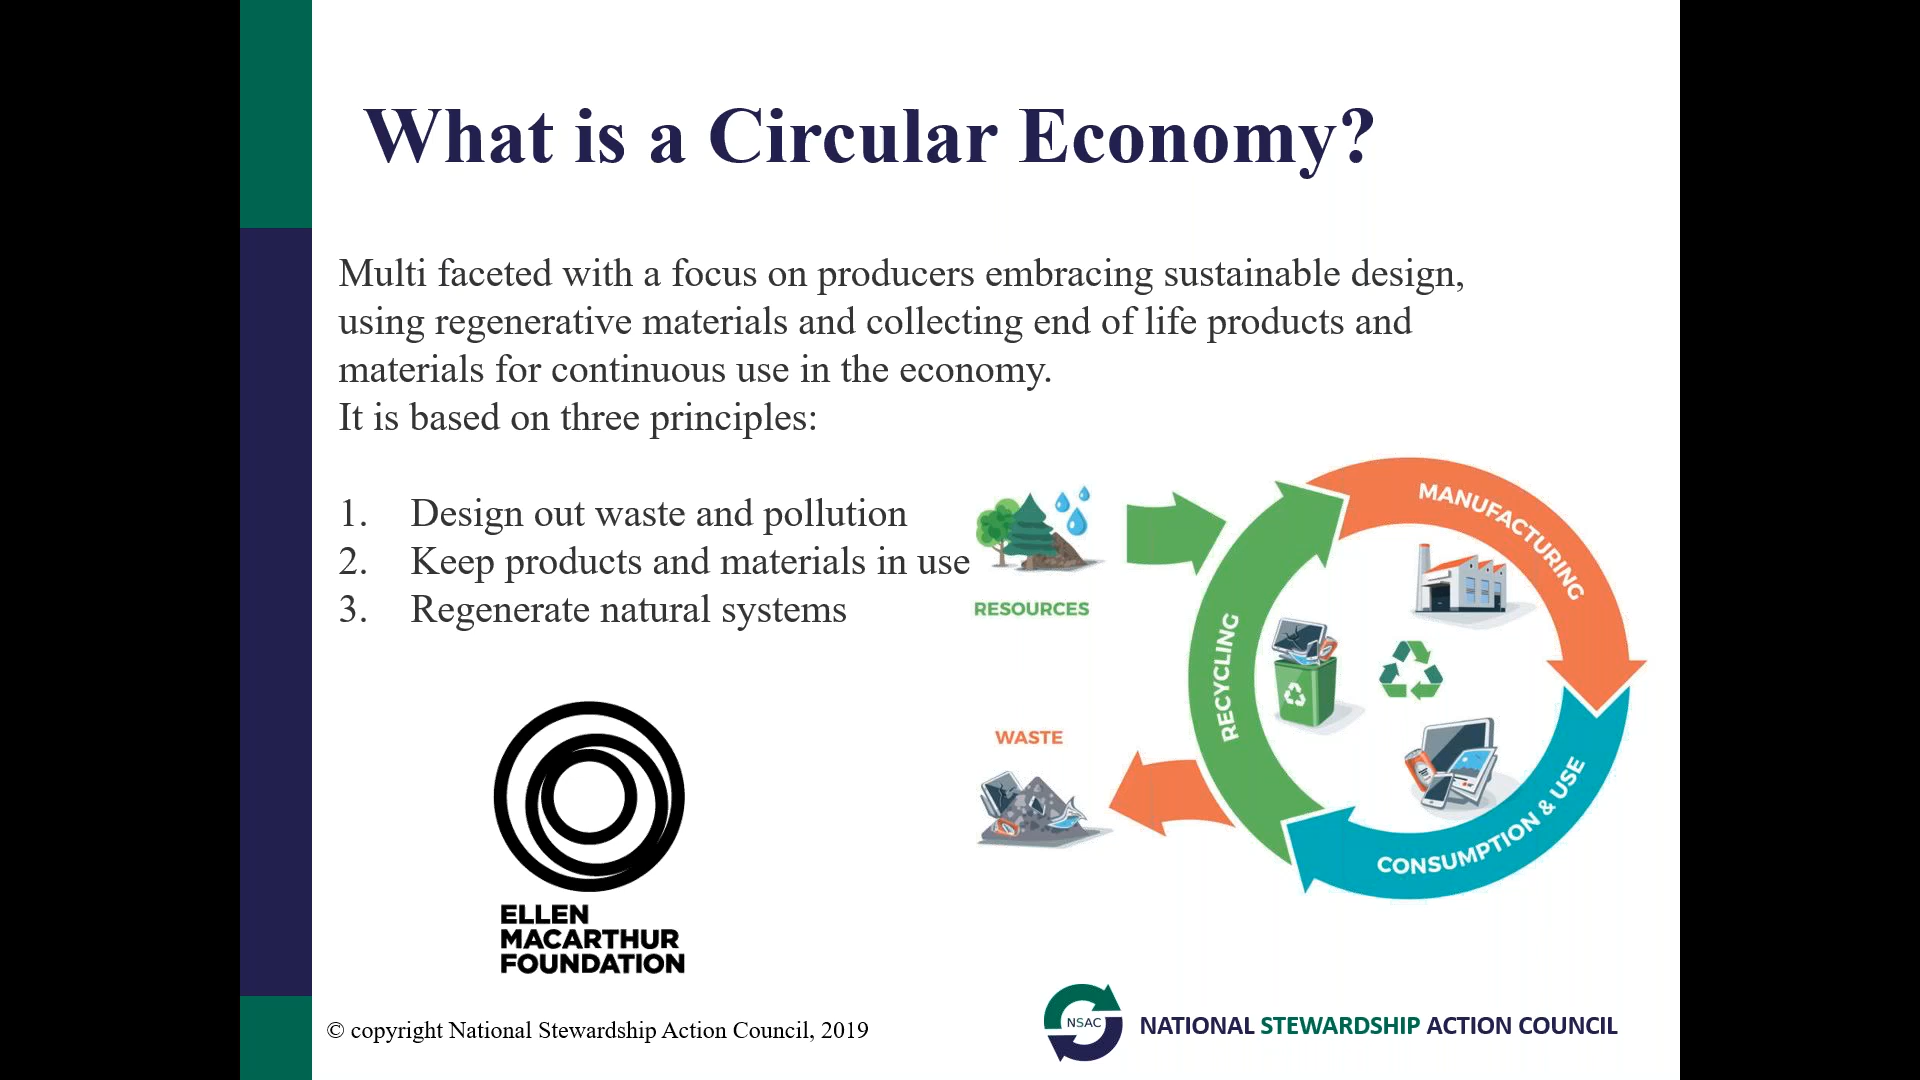 What is a Circular Economy?
Multi faceted with a focus on producers embracing sustainable design,
using regenerative materials and collecting end of life products and
materials for continuous use in the economy.
It is based on three principles:
1. Design out waste and pollution
2. Keep products and materials in use
3. Regenerate natural systems
RESOURCES
WASTE
RECYCLING
MANUFACTURING
CONSUMPTION & USE
ELLEN
MACARTHUR
FOUNDATION
© copyright National Stewardship Action Council, 2019
NSAC
NATIONAL STEWARDSHIP ACTION COUNCIL